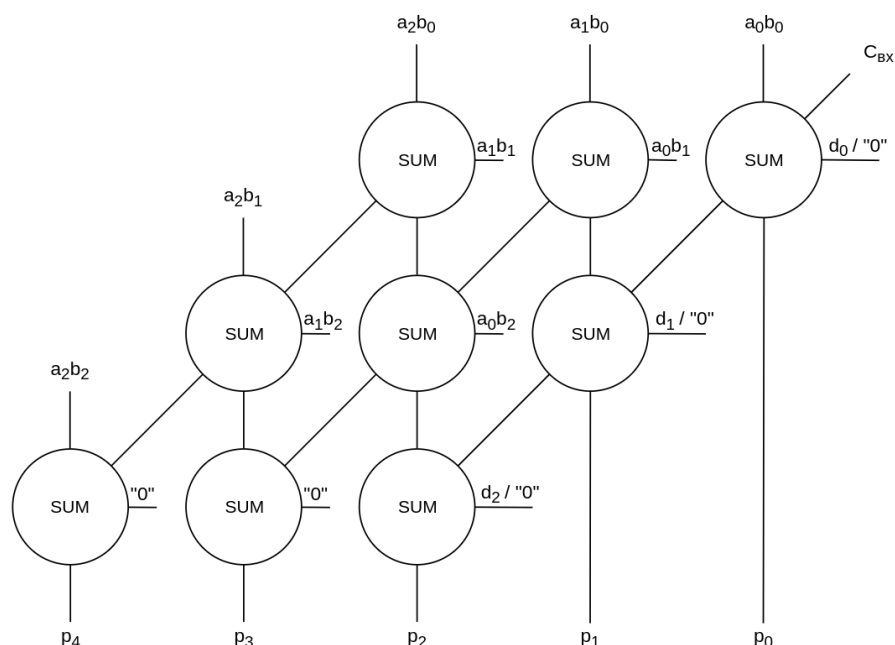 a₂b₀ a₁b₀ a₀b₀
Cвх
SUM a₁b₁ SUM a₀b₁ SUM d₀ / "0"
a₂b₁
SUM a₁b₂ SUM a₀b₂ SUM d₁ / "0"
a₂b₂
SUM "0" SUM "0" SUM d₂ / "0"
p₄ p₃ p₂ p₁ p₀